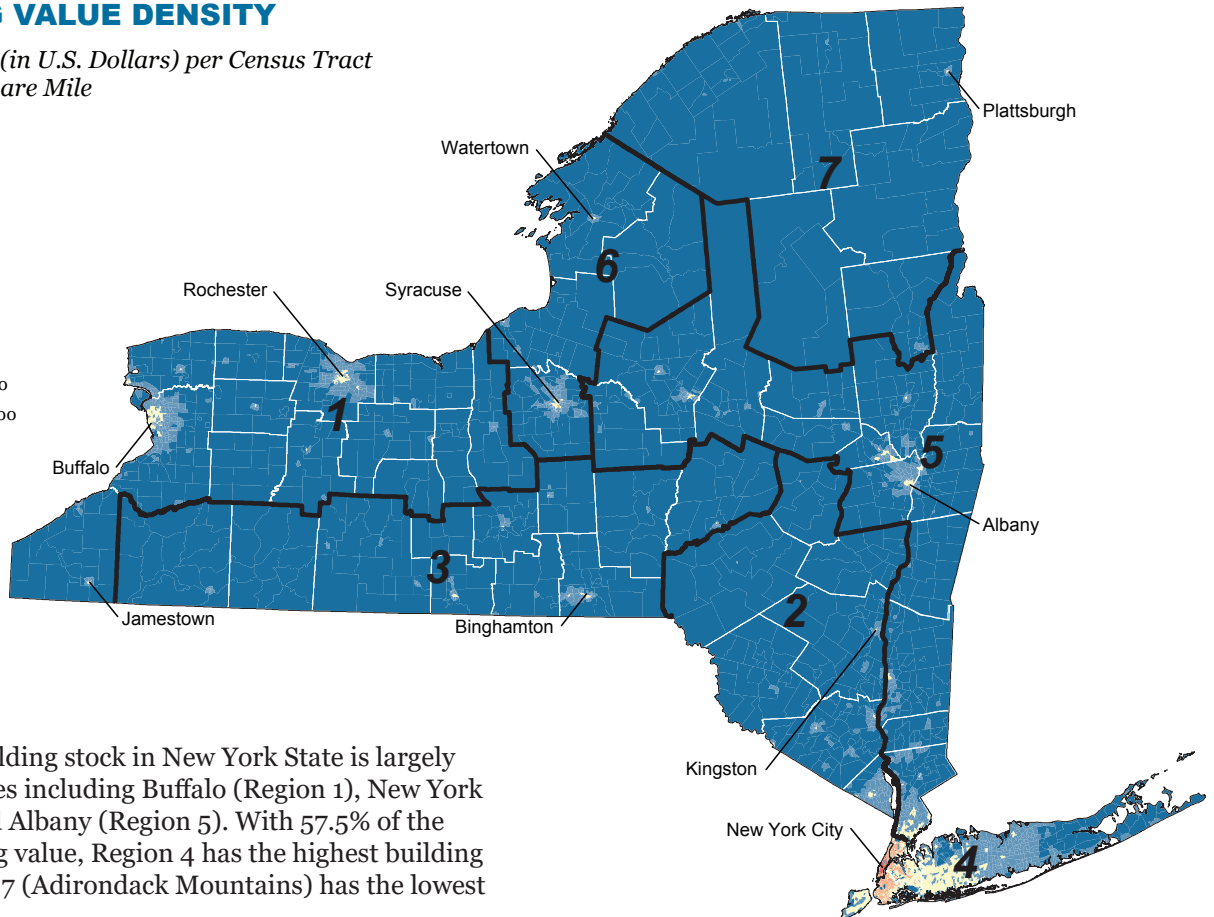 VALUE DENSITY
(in U.S. Dollars) per Census Tract
are Mile
Plattsburgh
Watertown
7
6
Rochester
Syracuse
1
Buffalo
5
Albany
3
Jamestown
Binghamton
2
Kingston
New York City
4
lding stock in New York State is largely
es including Buffalo (Region 1), New York
Albany (Region 5). With 57.5% of the
value, Region 4 has the highest building
7 (Adirondack Mountains) has the lowest